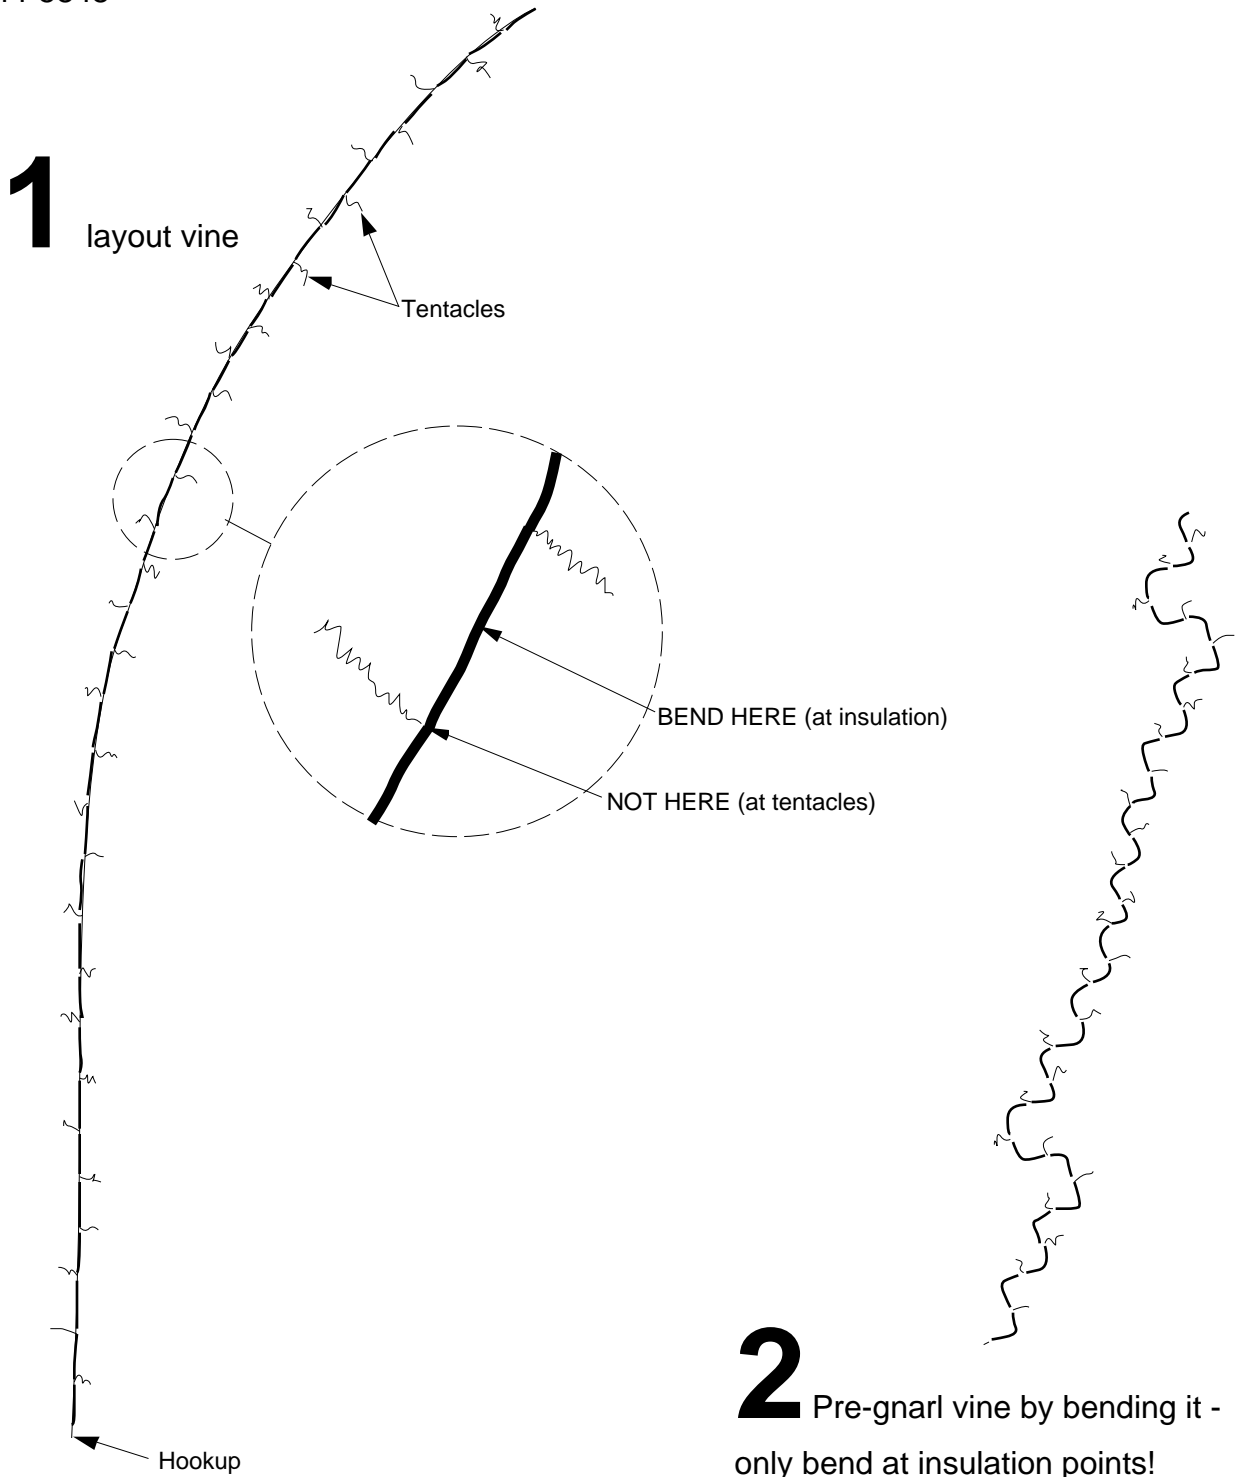 1 layout vine
Tentacles
BEND HERE (at insulation)
NOT HERE (at tentacles)
Hookup
2 Pre-gnarl vine by bending it -
only bend at insulation points!